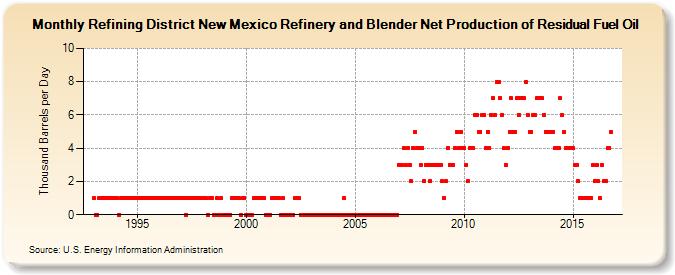 Monthly Refining District New Mexico Refinery and Blender Net Production of Residual Fuel Oil
Thousand Barrels per Day
10
8
6
4
2
0
1995 2000 2005 2010 2015
Source: U.S. Energy Information Administration